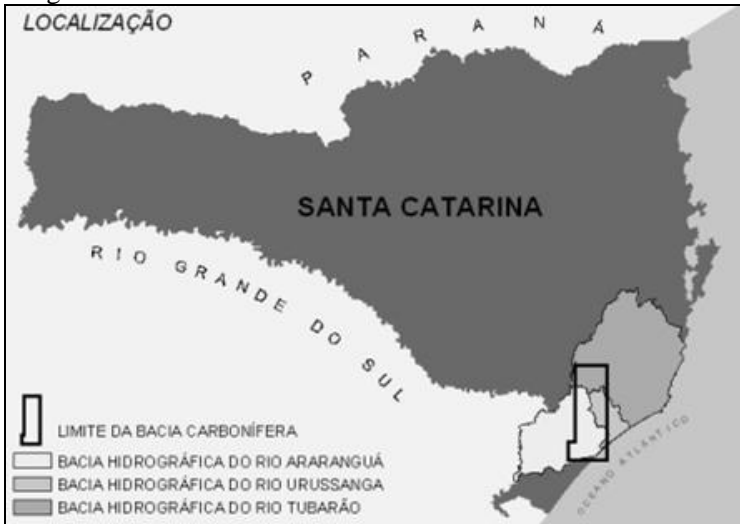 LOCALIZAÇÃO
PARANÁ
SANTA CATARINA
RIO GRANDE DO SUL
OCEANO ATLÂNTICO
LIMITE DA BACIA CARBONÍFERA
BACIA HIDROGRÁFICA DO RIO ARARANGUÁ
BACIA HIDROGRÁFICA DO RIO URUSSANGA
BACIA HIDROGRÁFICA DO RIO TUBARÃO